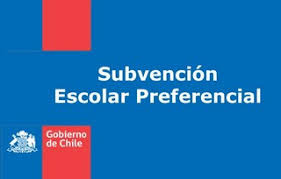 Subvención
Escolar Preferencial
Gobierno
de Chile